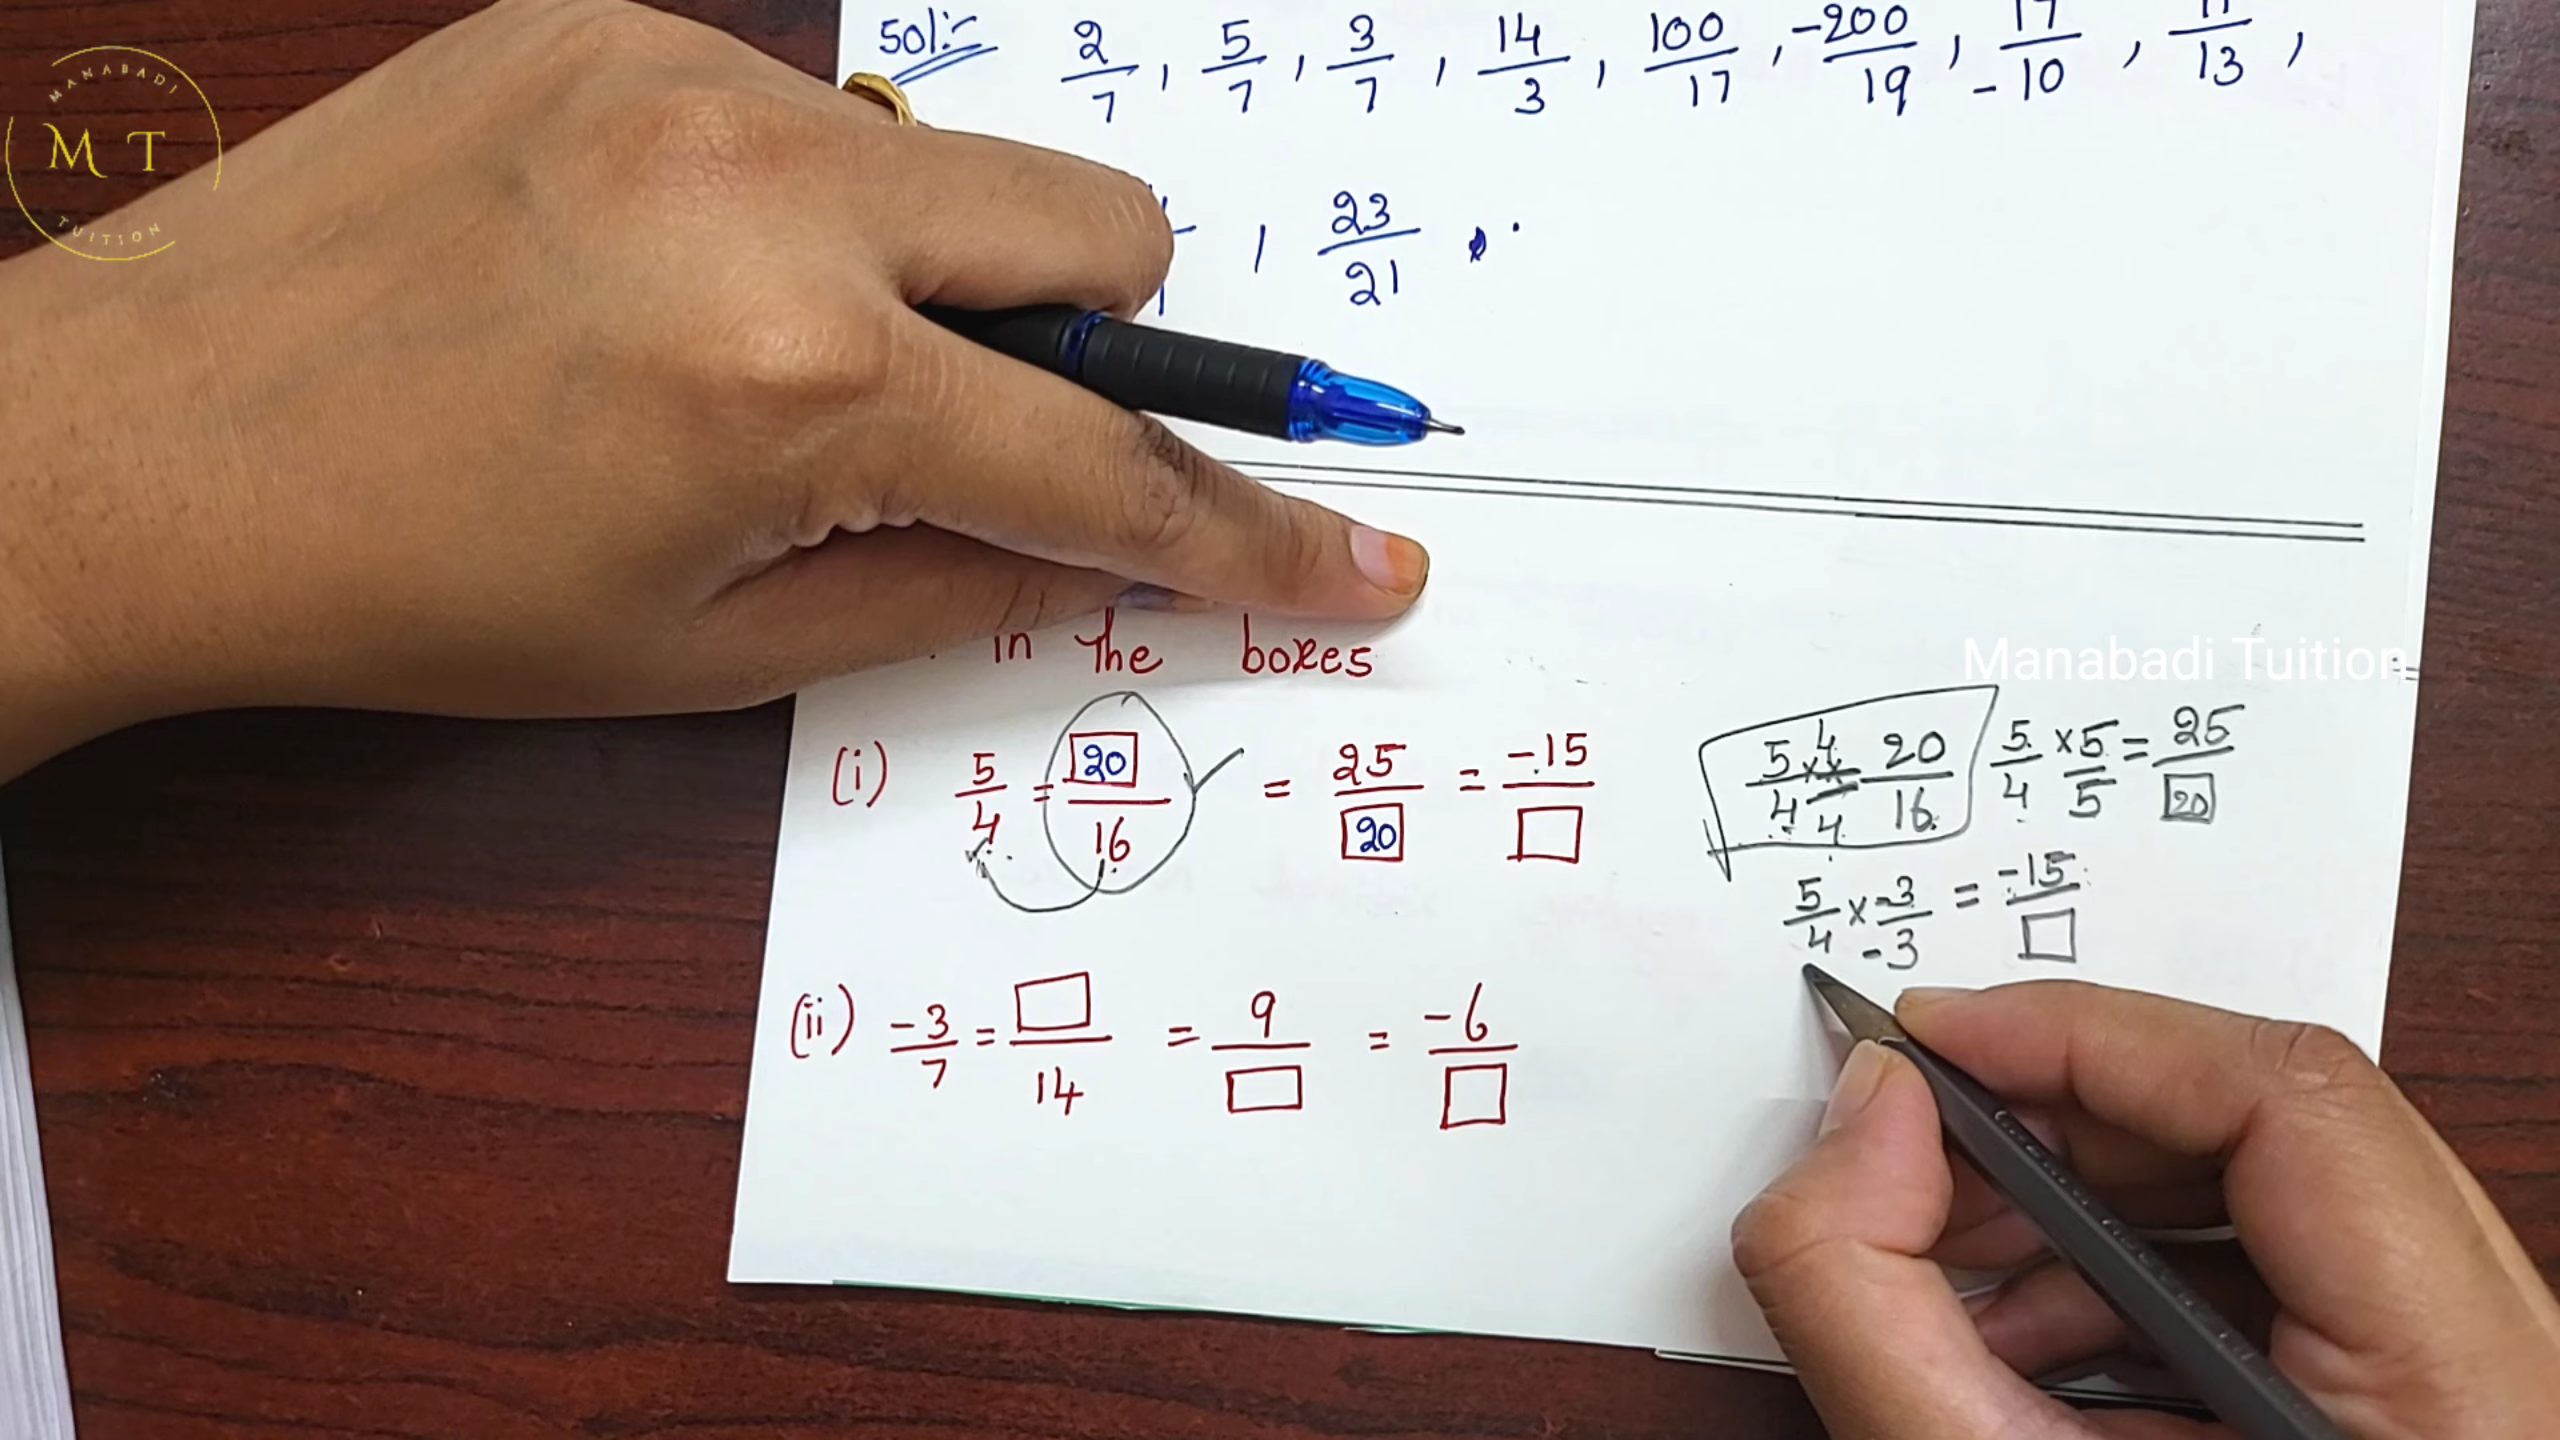 MANABADI
M T
TUITION
Sol:-
2/7 , 5/7 , 3/7 , 14/3 , 100/17 , -200/19 , 17/-10 , 11/13 ,
, 23/21 .
in the boxes
Manabadi Tuition
(i) 5/4 = 20/16 = 25/20 = -15/□
5/4 × 4/4 = 20/16
5/4 × 5/5 = 25/20
5/4 × -3/-3 = -15/□
(ii) -3/7 = □/14 = 9/□ = -6/□